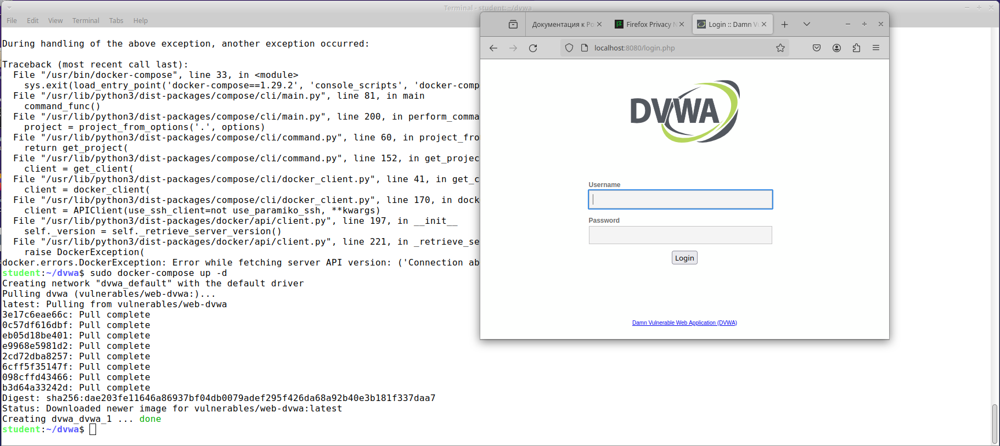 Terminal - student: ~/dvwa
File Edit View Terminal Tabs Help
During handling of the above exception, another exception occurred:
Traceback (most recent call last):
File "/usr/bin/docker-compose", line 33, in <module>
sys.exit(load_entry_point('docker-compose==1.29.2', 'console_scripts', 'docker-comp
File "/usr/lib/python3/dist-packages/compose/cli/main.py", line 81, in main
command_func()
File "/usr/lib/python3/dist-packages/compose/cli/main.py", line 200, in perform_comma
project = project_from_options('.', options)
File "/usr/lib/python3/dist-packages/compose/cli/command.py", line 60, in project_fro
return get_project(
File "/usr/lib/python3/dist-packages/compose/cli/command.py", line 152, in get_projec
client = get_client(
File "/usr/lib/python3/dist-packages/compose/cli/docker_client.py", line 41, in get_c
client = docker_client(
File "/usr/lib/python3/dist-packages/compose/cli/docker_client.py", line 170, in dock
client = APIClient(use_ssh_client=not use_paramiko_ssh, **kwargs)
File "/usr/lib/python3/dist-packages/docker/api/client.py", line 197, in __init__
self._version = self._retrieve_server_version()
File "/usr/lib/python3/dist-packages/docker/api/client.py", line 221, in _retrieve_se
raise DockerException(
docker.errors.DockerException: Error while fetching server API version: ('Connection ab
student:~/dvwa$ sudo docker-compose up -d
Creating network "dvwa_default" with the default driver
Pulling dvwa (vulnerables/web-dvwa:)...
latest: Pulling from vulnerables/web-dvwa
3e17c6eae66c: Pull complete
0c57df616dbf: Pull complete
eb05d18be401: Pull complete
e9968e5981d2: Pull complete
2cd72dba8257: Pull complete
6cff5f35147f: Pull complete
098cffd43466: Pull complete
b3d64a33242d: Pull complete
Digest: sha256:dae203fe11646a86937bf04db0079adef295f426da68a92b40e3b181f337daa7
Status: Downloaded newer image for vulnerables/web-dvwa:latest
Creating dvwa_dvwa_1 ... done
student:~/dvwa$
Документация к Ро Firefox Privacy N Login :: Damn Vu
localhost:8080/login.php
DVWA
Username
Password
Login
Damn Vulnerable Web Application (DVWA)